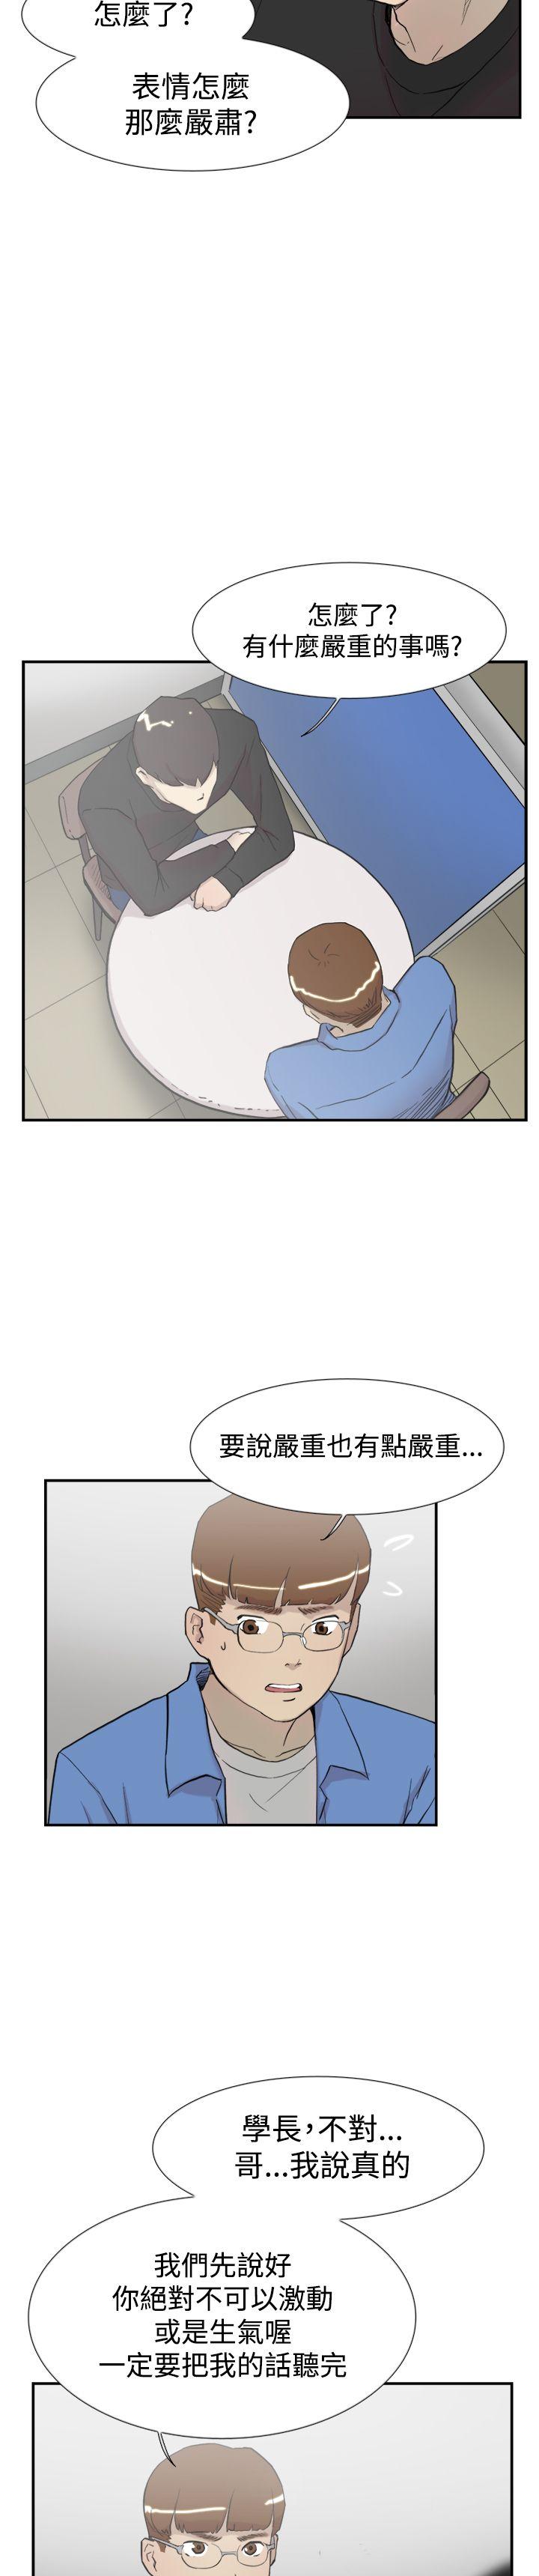 怎麼了?
表情怎麼
那麼嚴肅?
怎麼了?
有什麼嚴重的事嗎?
要說嚴重也有點嚴重...
學長,不對...
哥...我說真的
我們先說好
你絕對不可以激動
或是生氣喔
一定要把我的話聽完